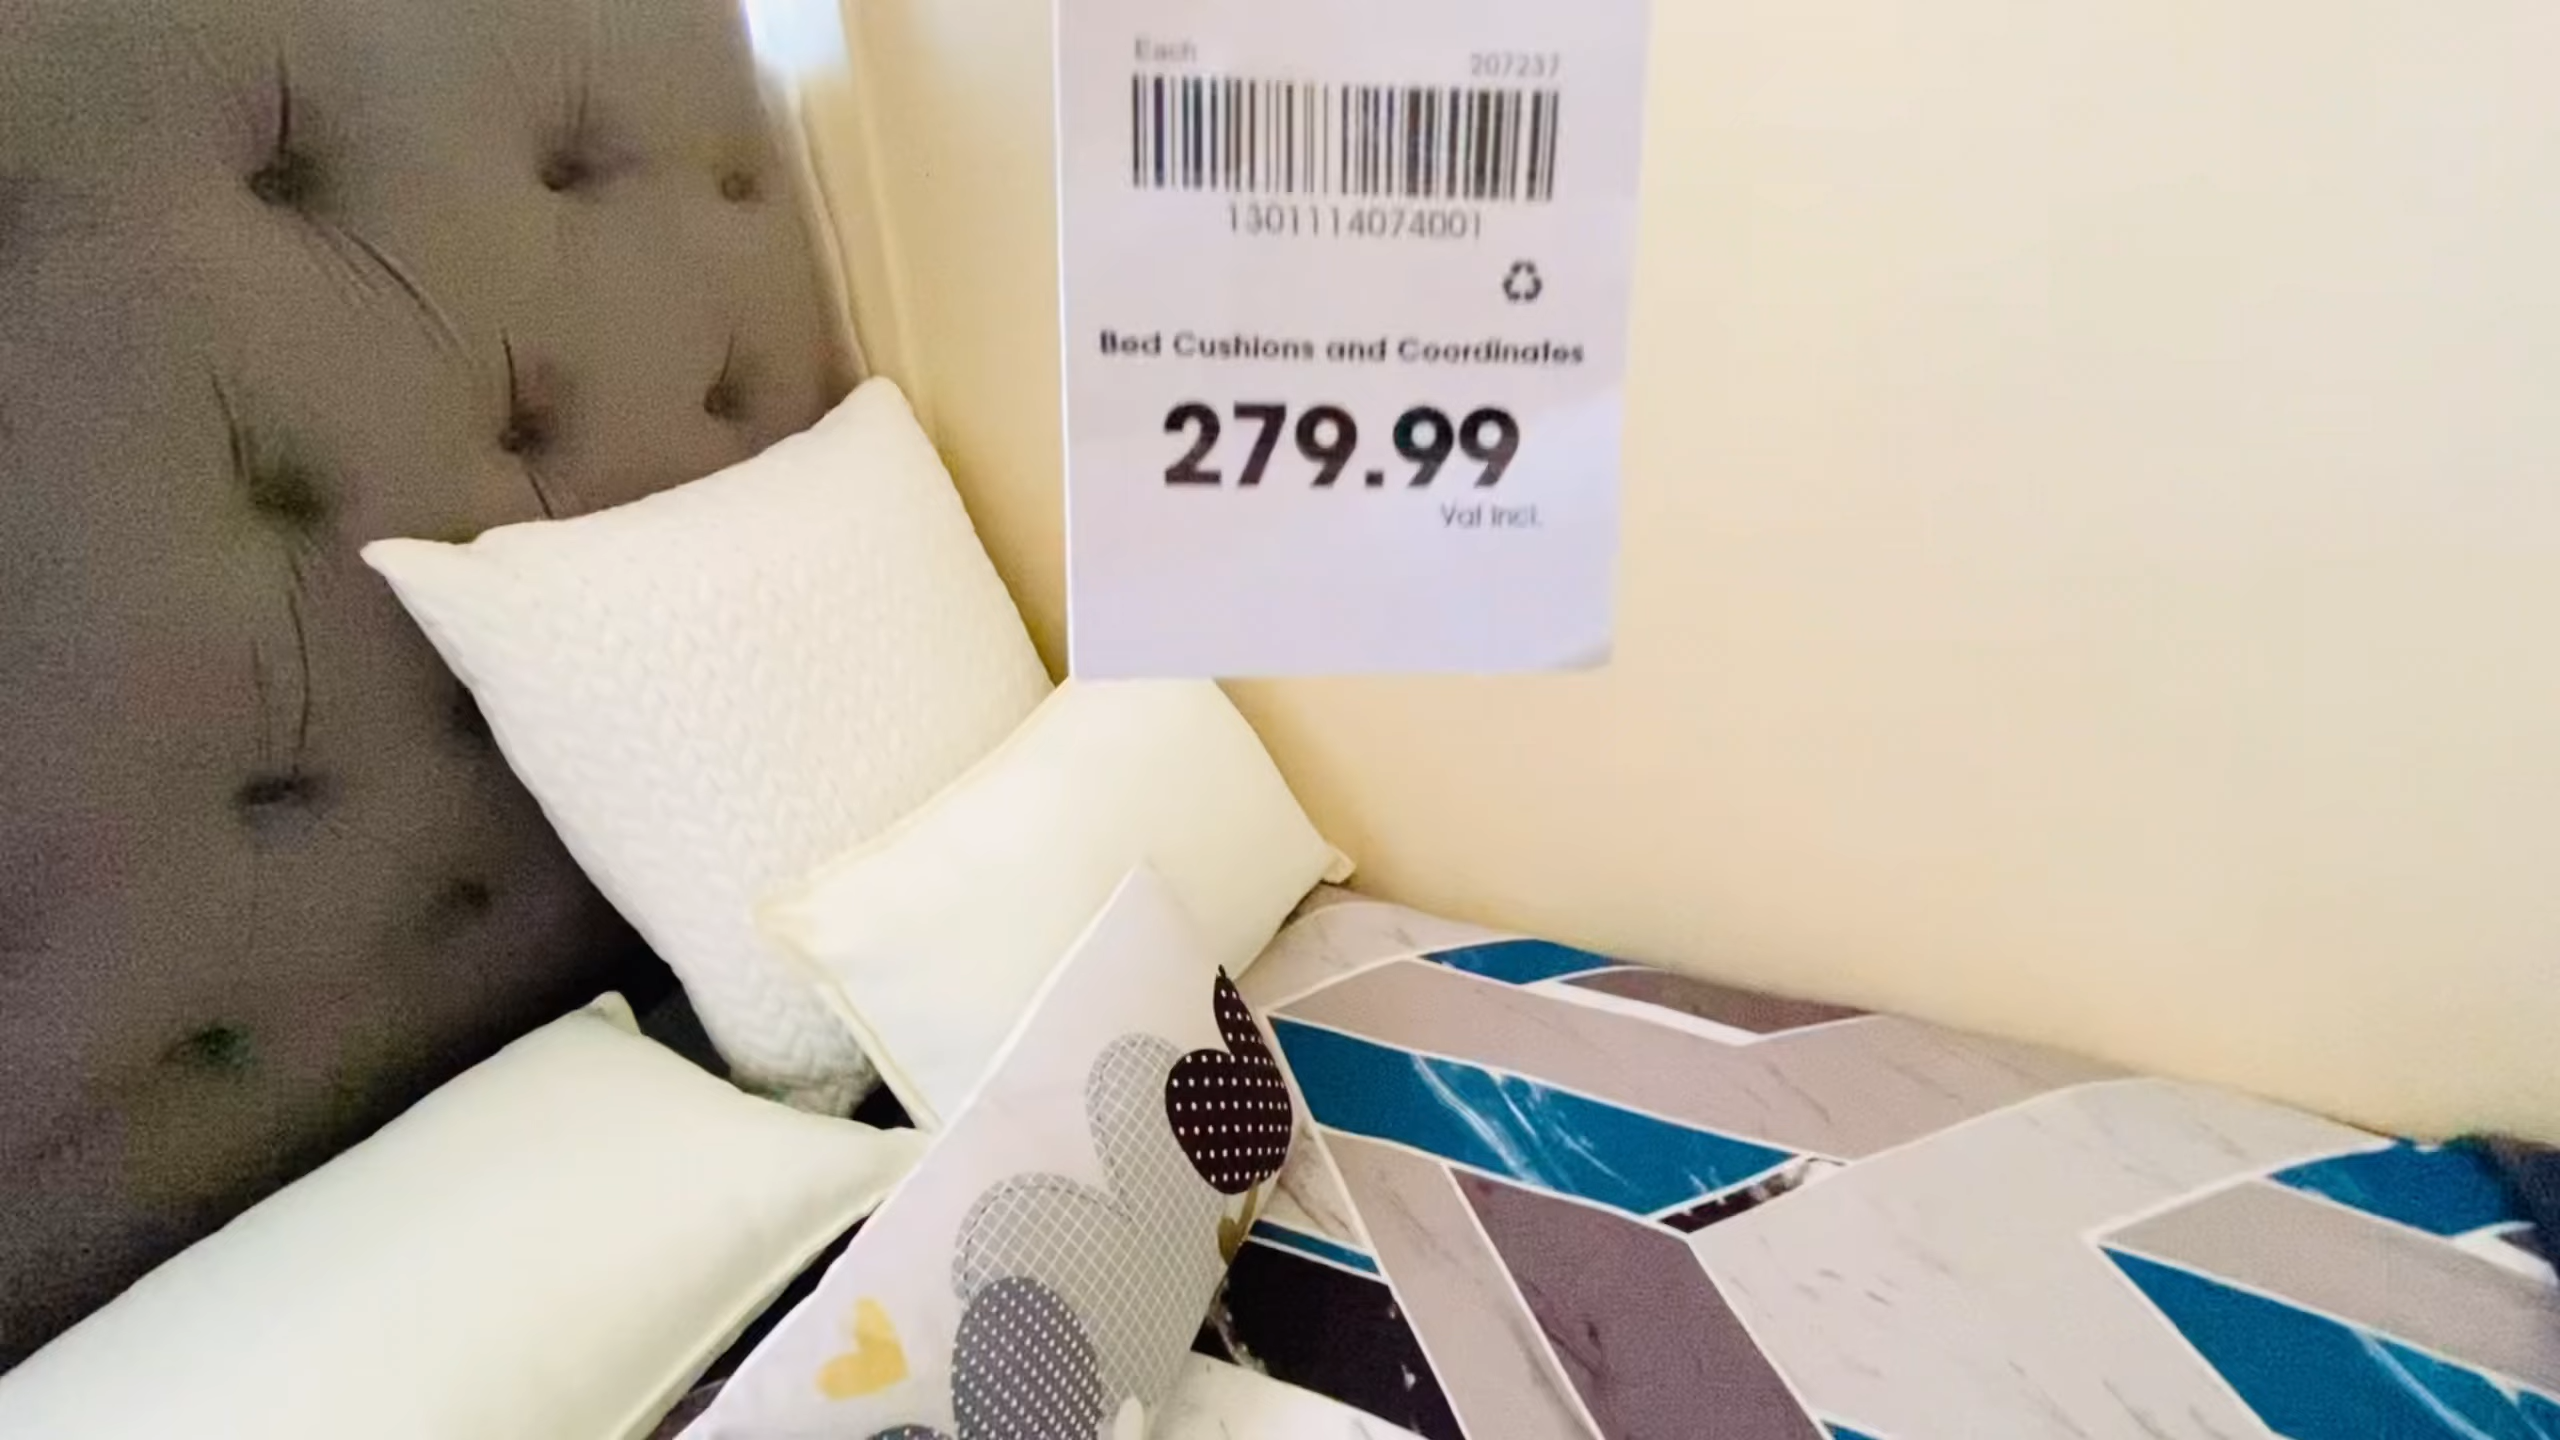 Each 207237
1301114074001
Bed Cushions and Coordinates
279.99
Vat Incl.